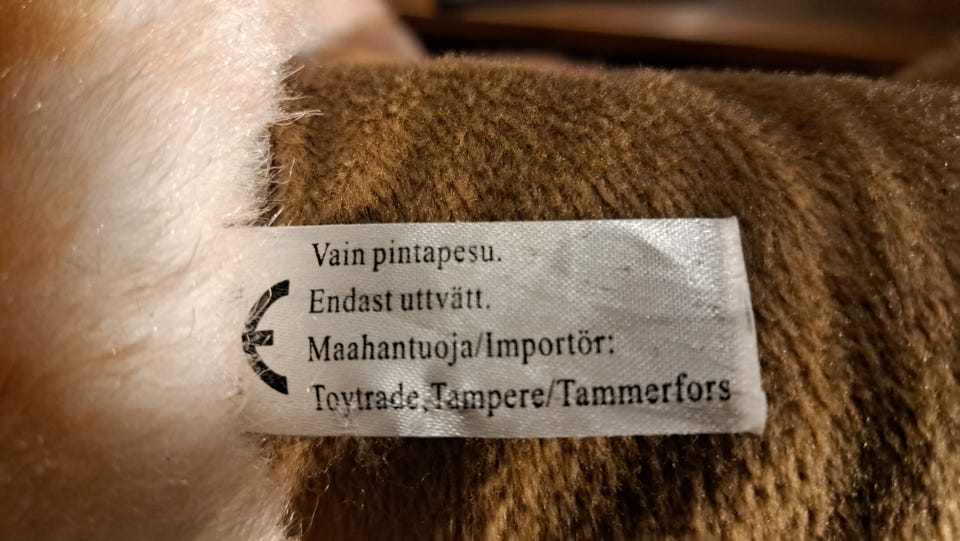 Vain pintapesu.
Endast uttvätt.
Maahantuoja/Importör:
Toytrade,Tampere/Tammerfors